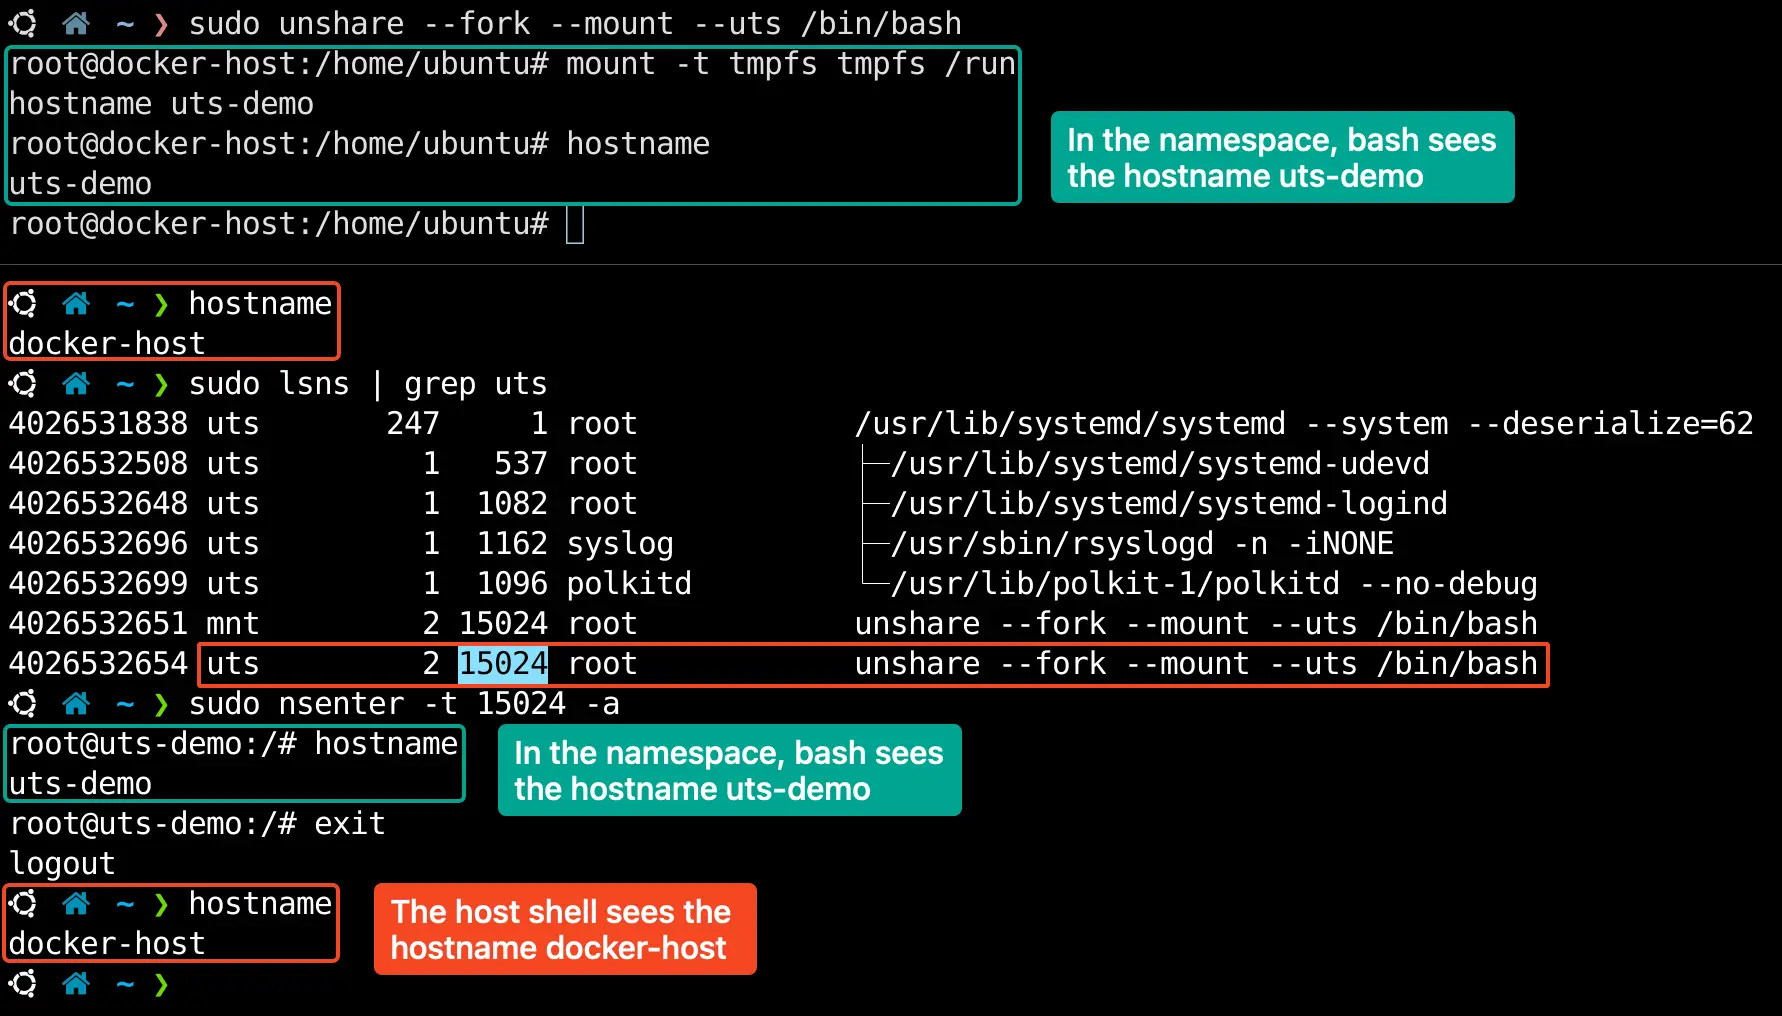 ~ ❯ sudo unshare --fork --mount --uts /bin/bash
root@docker-host:/home/ubuntu# mount -t tmpfs tmpfs /run
hostname uts-demo
root@docker-host:/home/ubuntu# hostname
uts-demo
root@docker-host:/home/ubuntu#
In the namespace, bash sees
the hostname uts-demo
~ ❯ hostname
docker-host
~ ❯ sudo lsns | grep uts
4026531838 uts 247 1 root /usr/lib/systemd/systemd --system --deserialize=62
4026532508 uts 1 537 root ├─/usr/lib/systemd/systemd-udevd
4026532648 uts 1 1082 root ├─/usr/lib/systemd/systemd-logind
4026532696 uts 1 1162 syslog ├─/usr/sbin/rsyslogd -n -iNONE
4026532699 uts 1 1096 polkitd └─/usr/lib/polkit-1/polkitd --no-debug
4026532651 mnt 2 15024 root unshare --fork --mount --uts /bin/bash
4026532654 uts 2 15024 root unshare --fork --mount --uts /bin/bash
~ ❯ sudo nsenter -t 15024 -a
root@uts-demo:/# hostname
uts-demo
In the namespace, bash sees
the hostname uts-demo
root@uts-demo:/# exit
logout
~ ❯ hostname
docker-host
The host shell sees the
hostname docker-host
~ ❯